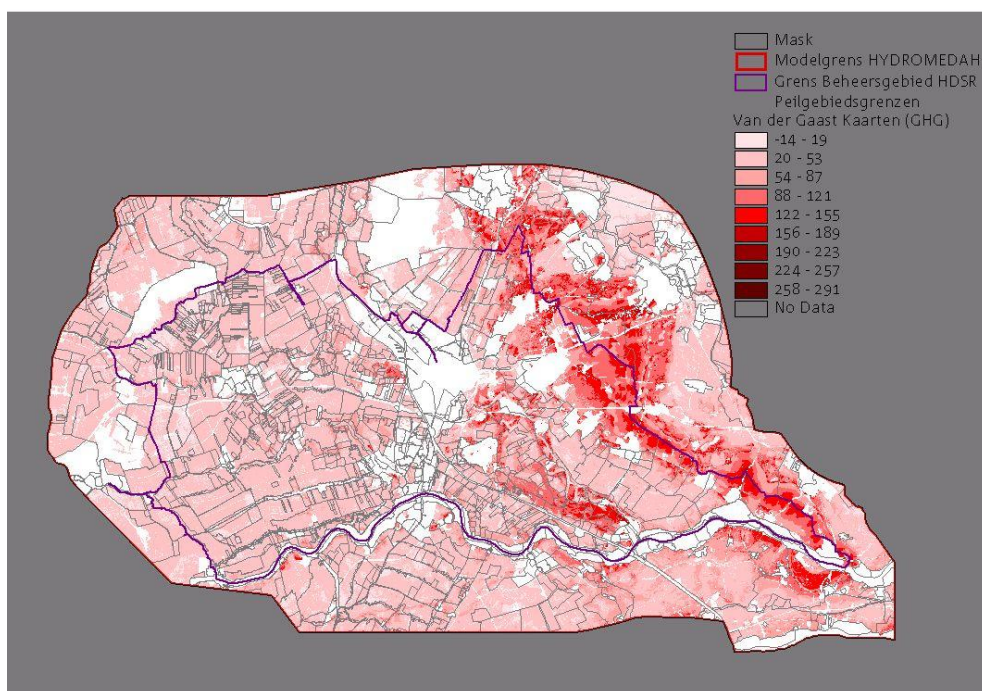 Mask
Modelgrens HYDROMEDAH
Grens Beheersgebied HDSR
Peilgebiedsgrenzen
Van der Gaast Kaarten (GHG)
-14 - 19
20 - 53
54 - 87
88 - 121
122 - 155
156 - 189
190 - 223
224 - 257
258 - 291
No Data